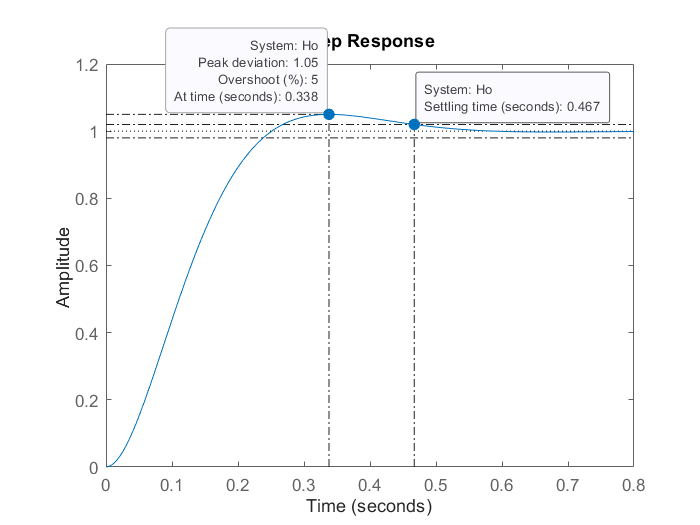 System: Ho
Peak deviation: 1.05
Overshoot (%): 5
At time (seconds): 0.338
ep Response
System: Ho
Settling time (seconds): 0.467
1.2
1
0.8
0.6
0.4
0.2
0
Amplitude
0 0.1 0.2 0.3 0.4 0.5 0.6 0.7 0.8
Time (seconds)